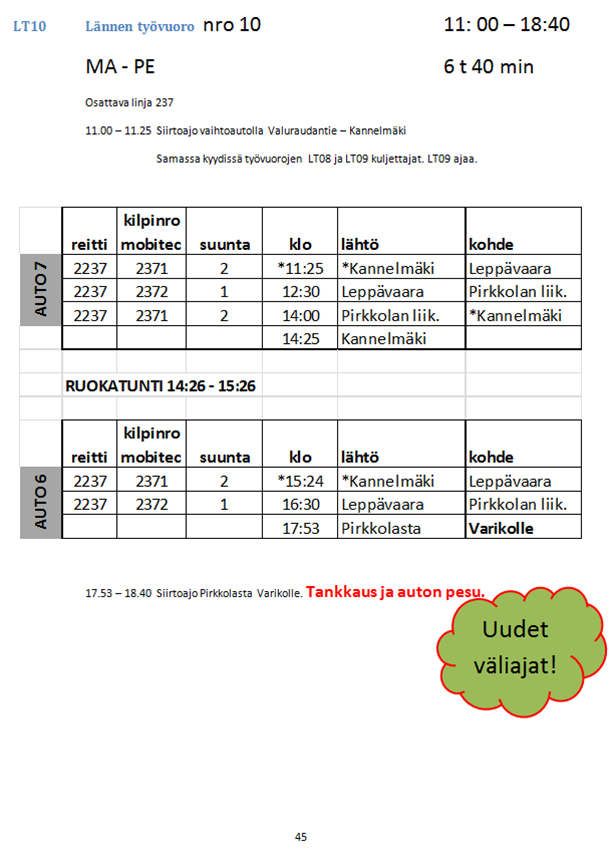 LT10 Lännen työvuoro nro 10 11: 00 – 18:40
MA - PE 6 t 40 min
Osattava linja 237
11.00 – 11.25 Siirtoajo vaihtoautolla Valuraudantie – Kannelmäki
Samassa kyydissä työvuorojen LT08 ja LT09 kuljettajat. LT09 ajaa.
kilpinro
reitti mobitec suunta klo lähtö kohde
AUTO 7
2237 2371 2 *11:25 *Kannelmäki Leppävaara
2237 2372 1 12:30 Leppävaara Pirkkolan liik.
2237 2371 2 14:00 Pirkkolan liik. *Kannelmäki
14:25 Kannelmäki
RUOKATUNTI 14:26 - 15:26
kilpinro
reitti mobitec suunta klo lähtö kohde
AUTO 6
2237 2371 2 *15:24 *Kannelmäki Leppävaara
2237 2372 1 16:30 Leppävaara Pirkkolan liik.
17:53 Pirkkolasta Varikolle
17.53 – 18.40 Siirtoajo Pirkkolasta Varikolle. Tankkaus ja auton pesu.
Uudet
väliajat!
45